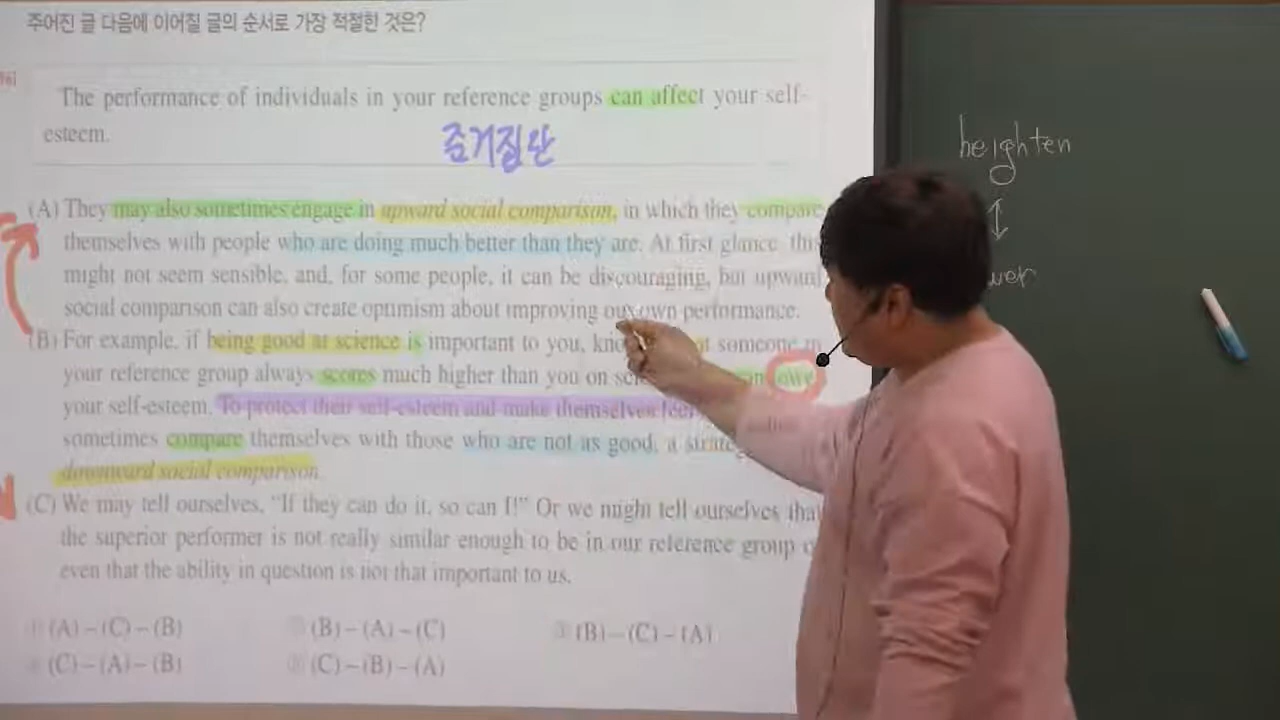 주어진 글 다음에 이어질 글의 순서로 가장 적절한 것은?
The performance of individuals in your reference groups can affect your self-
esteem.
준거집단
(A) They may also sometimes engage in upward social comparison, in which they compare
themselves with people who are doing much better than they are. At first glance, this
might not seem sensible, and, for some people, it can be discouraging, but upward
social comparison can also create optimism about improving our own performance.
(B) For example, if being good at science is important to you, someone in
your reference group always scores much higher than you on
your self-esteem. To protect their self-esteem and make themselves
sometimes compare themselves with those who are not as good, a
downward social comparison.
(C) We may tell ourselves, "If they can do it, so can I!" Or we might tell ourselves that
the superior performer is not really similar enough to be in our reference group
even that the ability in question is not that important to us.
① (A)－(C)－(B)
② (B)－(A)－(C)
③ (B)－(C)－(A)
④ (C)－(A)－(B)
⑤ (C)－(B)－(A)
heighten
↕